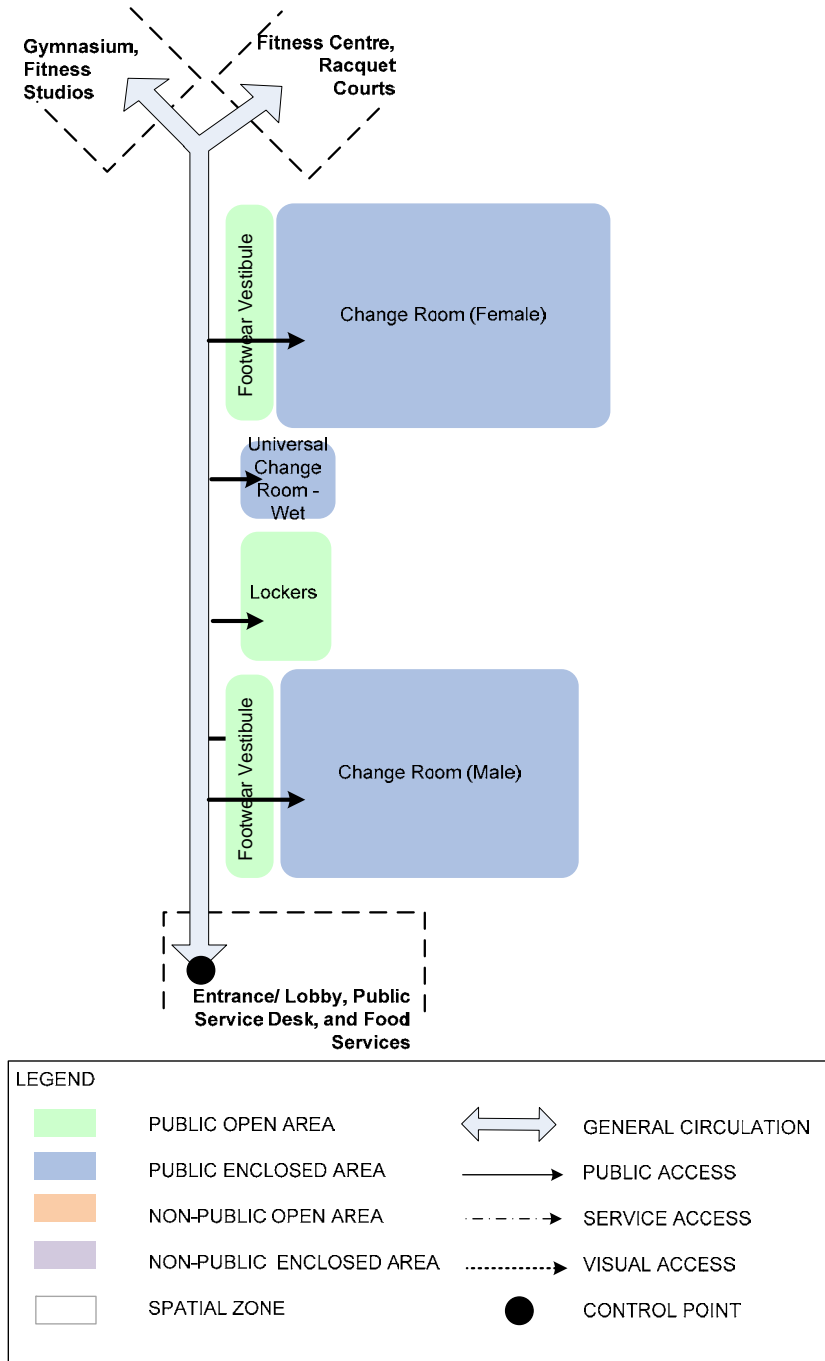 Gymnasium,
Fitness
Studios
Fitness Centre,
Racquet
Courts
Footwear Vestibule
Change Room (Female)
Universal
Change
Room -
Wet
Lockers
Footwear Vestibule
Change Room (Male)
Entrance/ Lobby, Public
Service Desk, and Food
Services
LEGEND
PUBLIC OPEN AREA
PUBLIC ENCLOSED AREA
NON-PUBLIC OPEN AREA
NON-PUBLIC ENCLOSED AREA
SPATIAL ZONE
GENERAL CIRCULATION
PUBLIC ACCESS
SERVICE ACCESS
VISUAL ACCESS
CONTROL POINT